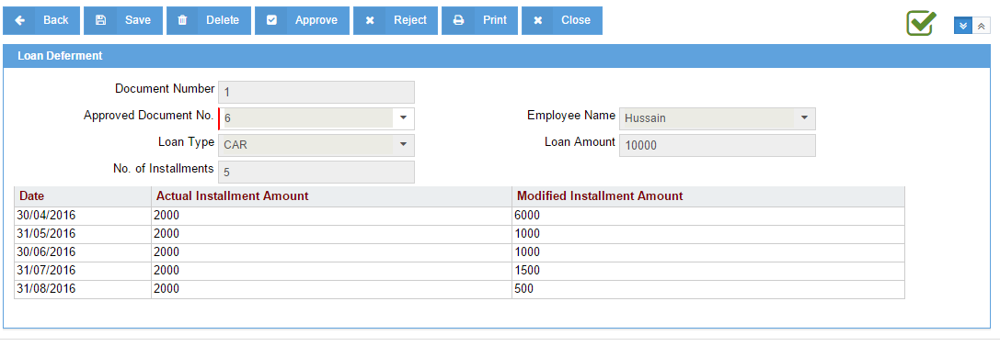 Back Save Delete Approve Reject Print Close
Loan Deferment
Document Number 1
Approved Document No. 6 Employee Name Hussain
Loan Type CAR Loan Amount 10000
No. of Installments 5
Date Actual Installment Amount Modified Installment Amount
30/04/2016 2000 6000
31/05/2016 2000 1000
30/06/2016 2000 1000
31/07/2016 2000 1500
31/08/2016 2000 500